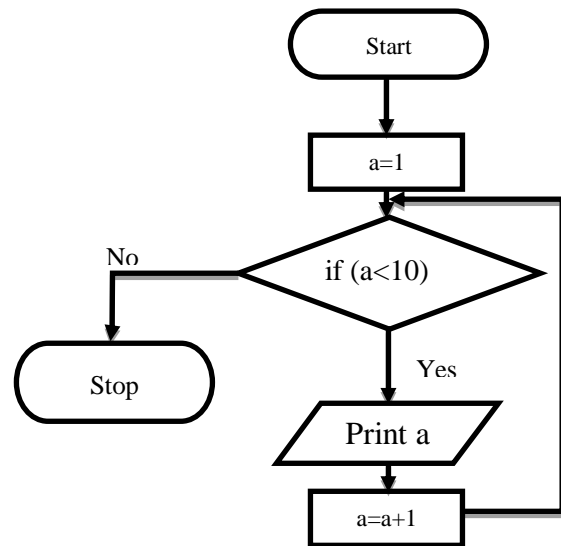 Start
a=1
if (a<10)
No
Stop
Yes
Print a
a=a+1